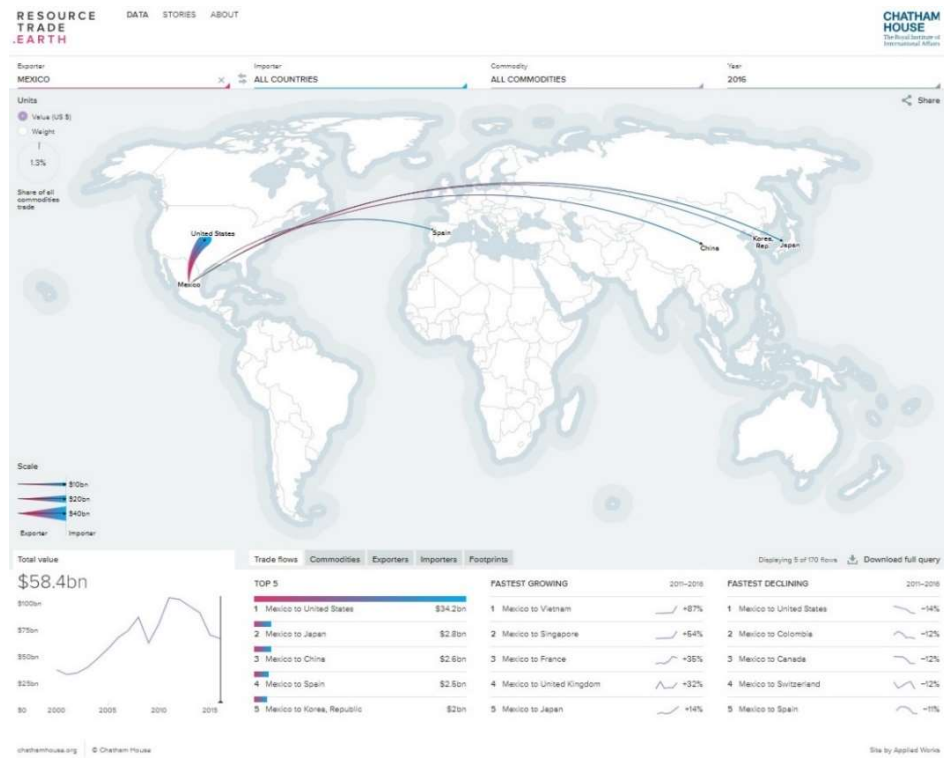 RESOURCE
TRADE
.EARTH
DATA STORIES ABOUT
CHATHAM
HOUSE
The Royal Institute of
International Affairs
Exporter
MEXICO
Importer
ALL COUNTRIES
Commodity
ALL COMMODITIES
Year
2016
Units
Value (US $)
Weight
1.3%
Share of all
commodities
trade
Share
United States
Mexico
Spain
China
Korea,
Rep.
Japan
Scale
$10bn
$20bn
$40bn
Exporter Importer
Total value
$58.4bn
$100bn
$75bn
$50bn
$25bn
$0 2000 2005 2010 2015
Trade flows Commodities Exporters Importers Footprints
Displaying 5 of 170 flows Download full query
TOP 5
1 Mexico to United States $34.2bn
2 Mexico to Japan $2.8bn
3 Mexico to China $2.6bn
4 Mexico to Spain $2.5bn
5 Mexico to Korea, Republic $2bn
FASTEST GROWING 2011–2016
1 Mexico to Vietnam +87%
2 Mexico to Singapore +54%
3 Mexico to France +35%
4 Mexico to United Kingdom +32%
5 Mexico to Japan +14%
FASTEST DECLINING 2011–2016
1 Mexico to United States -14%
2 Mexico to Colombia -12%
3 Mexico to Canada -12%
4 Mexico to Switzerland -12%
5 Mexico to Spain -11%
chathamhouse.org © Chatham House
Site by Applied Works